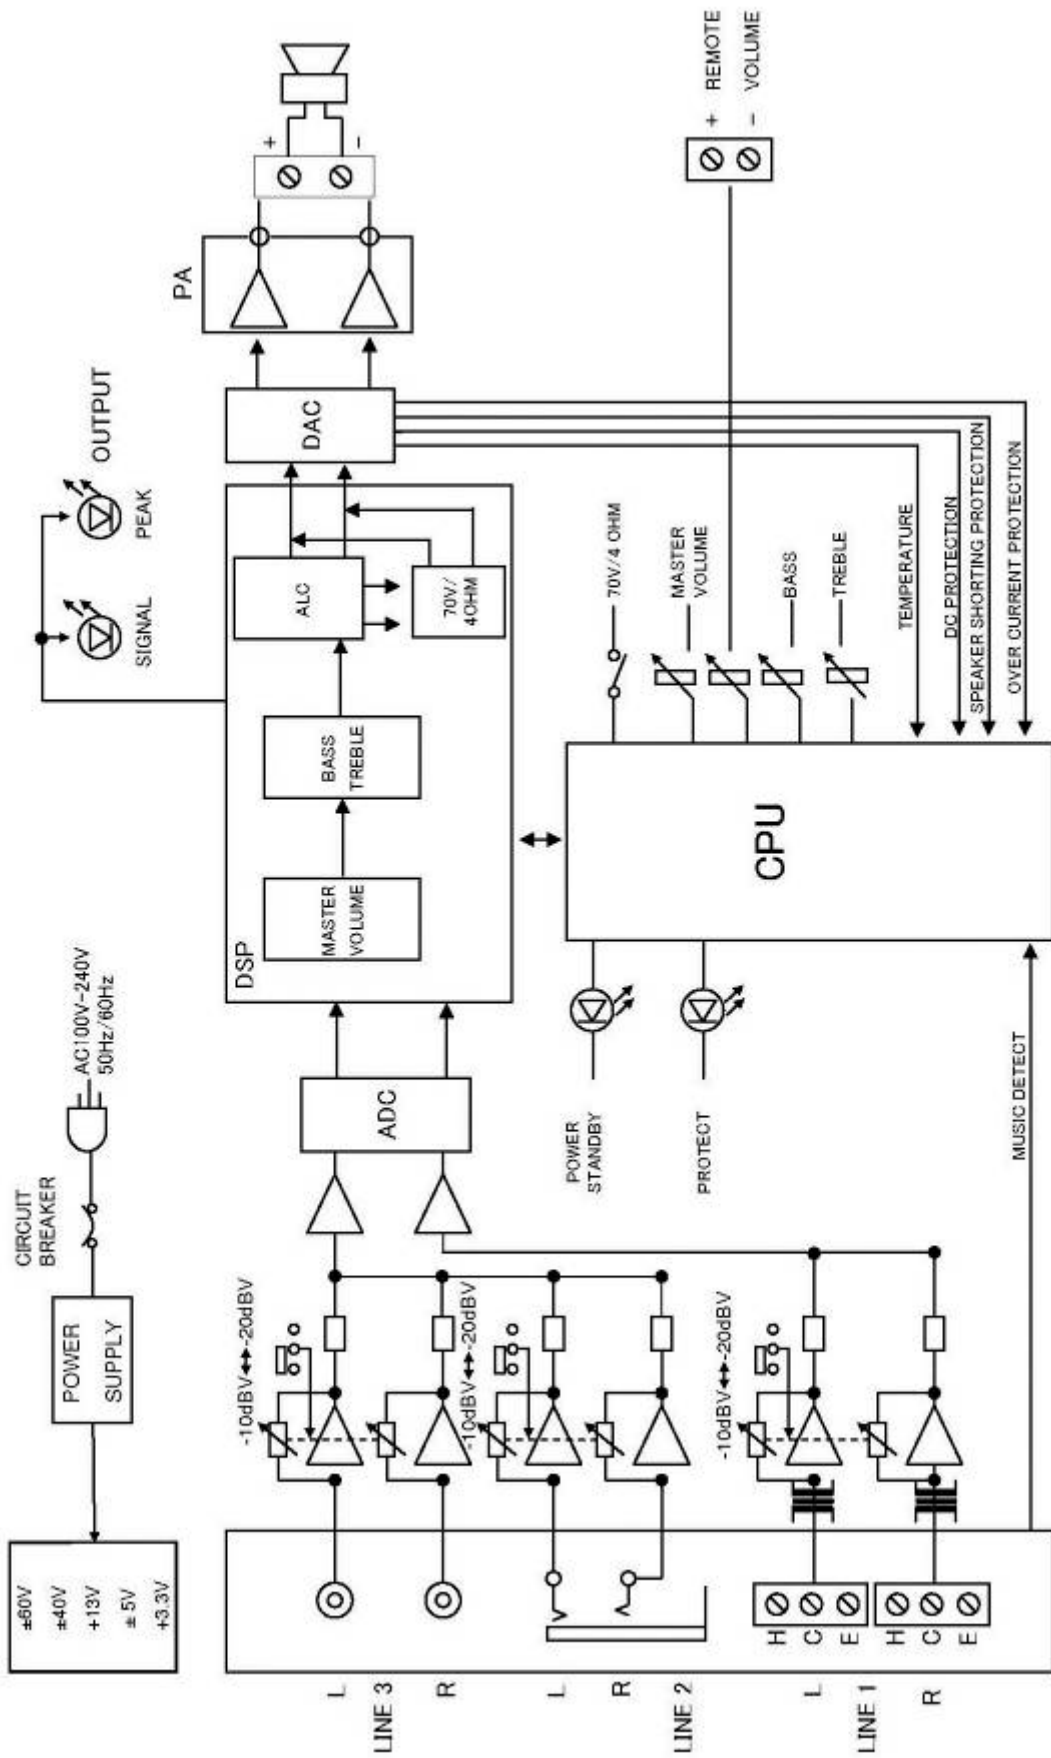 ±60V
±40V
+13V
± 5V
+3.3V
POWER
SUPPLY
CIRCUIT
BREAKER
AC100V-240V
50Hz/60Hz
SIGNAL
PEAK
OUTPUT
L
LINE 3
R
L
R
LINE 2
L
LINE 1
R
H
C
E
H
C
E
-10dBV
-20dBV
-10dBV
-20dBV
-10dBV
-20dBV
ADC
DSP
MASTER
VOLUME
BASS
TREBLE
ALC
70V/
4OHM
DAC
PA
+
-
POWER
STANDBY
PROTECT
MUSIC DETECT
CPU
70V/4 OHM
MASTER
VOLUME
BASS
TREBLE
TEMPERATURE
DC PROTECTION
SPEAKER SHORTING PROTECTION
OVER CURRENT PROTECTION
+ REMOTE
- VOLUME